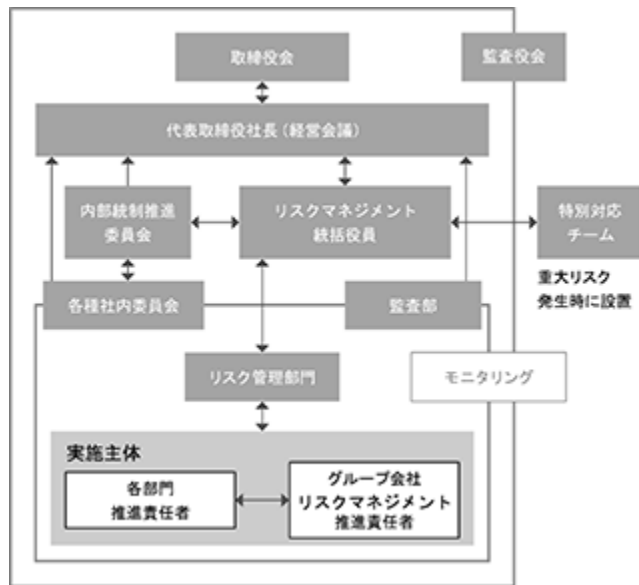 取締役会
監査役会
代表取締役社長（経営会議）
内部統制推進
委員会
リスクマネジメント
統括役員
特別対応
チーム
重大リスク
発生時に設置
各種社内委員会
監査部
リスク管理部門
モニタリング
実施主体
各部門
推進責任者
グループ会社
リスクマネジメント
推進責任者